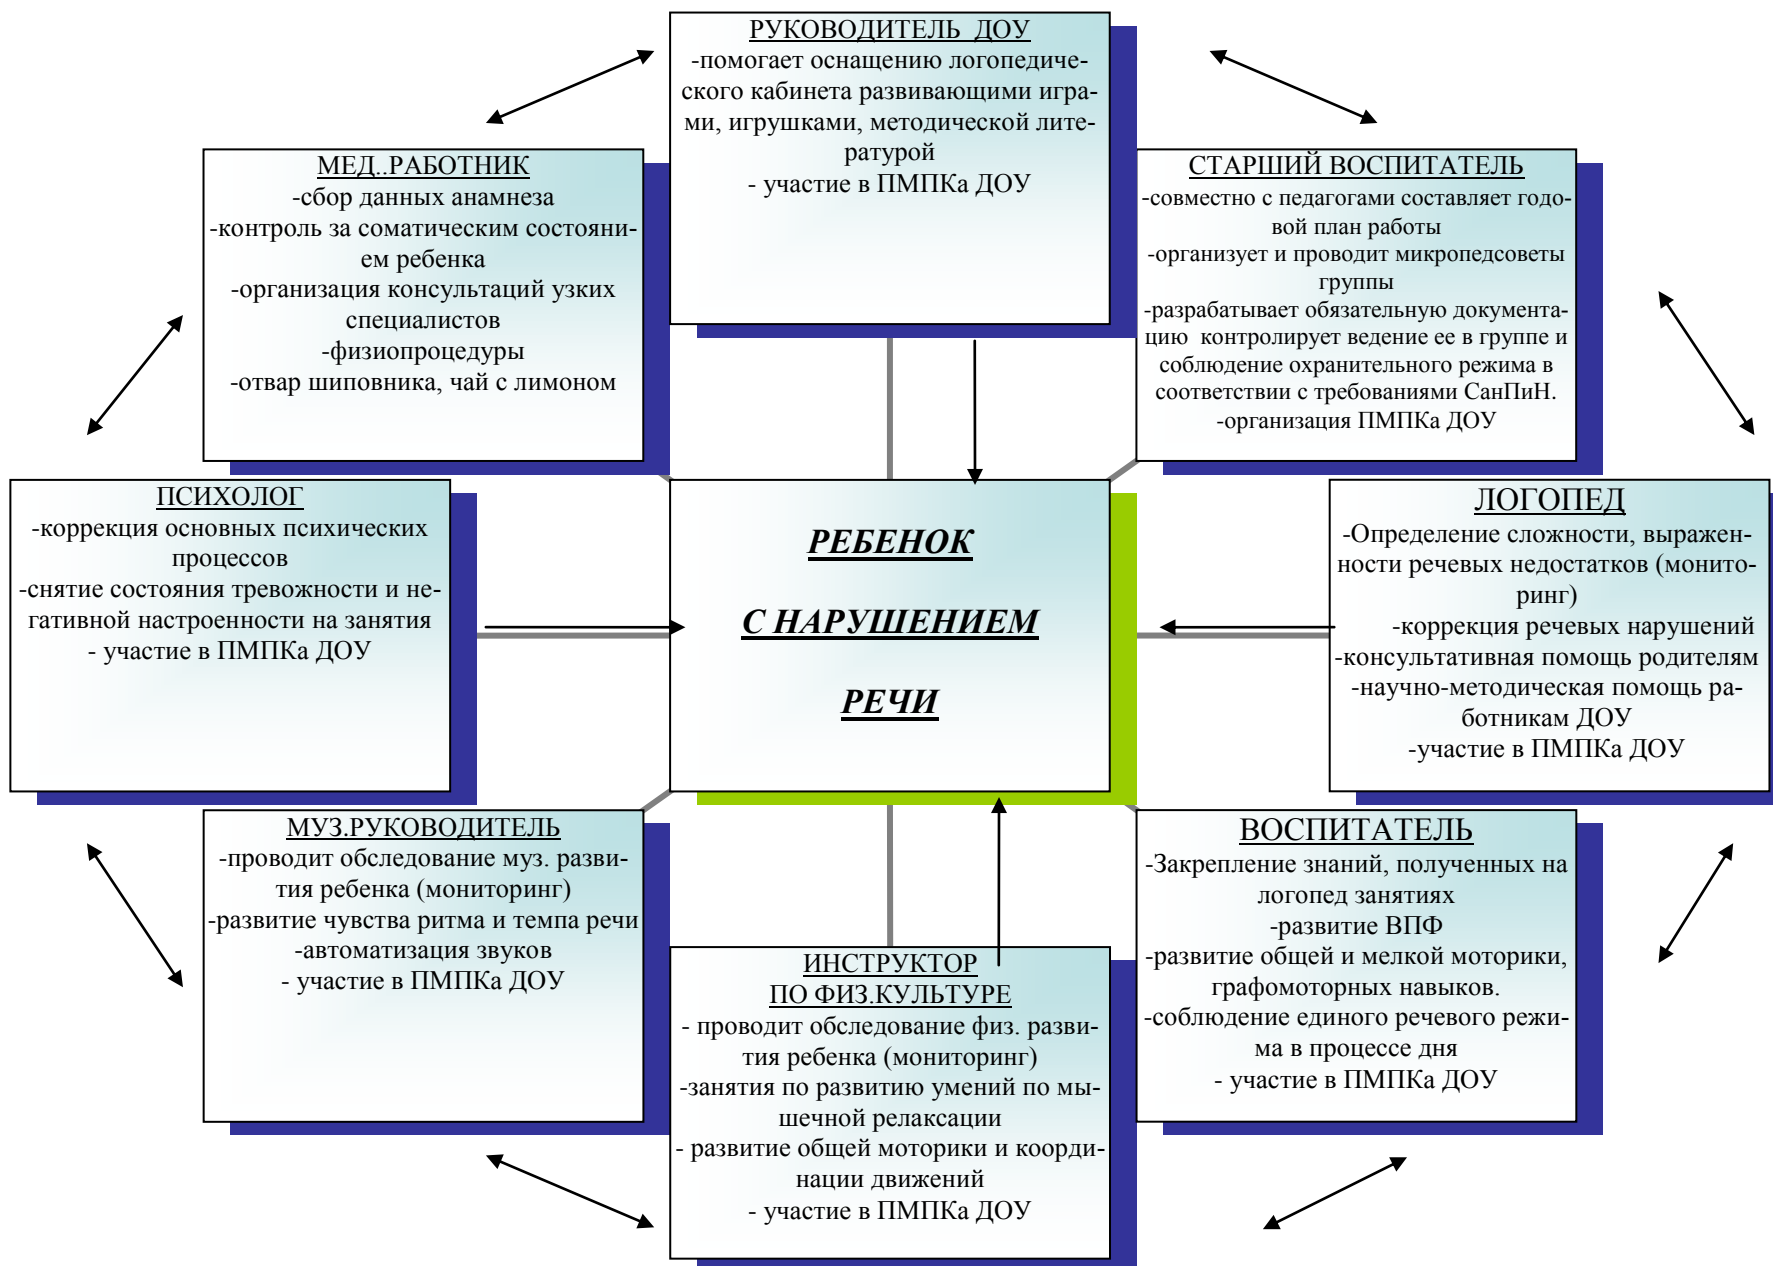 РУКОВОДИТЕЛЬ ДОУ
-помогает оснащению логопедиче-
ского кабинета развивающими игра-
ми, игрушками, методической лите-
ратурой
- участие в ПМПКа ДОУ
МЕД..РАБОТНИК
-сбор данных анамнеза
-контроль за соматическим состояни-
ем ребенка
-организация консультаций узких
специалистов
-физиопроцедуры
-отвар шиповника, чай с лимоном
СТАРШИЙ ВОСПИТАТЕЛЬ
-совместно с педагогами составляет годо-
вой план работы
-организует и проводит микропедсоветы
группы
-разрабатывает обязательную документа-
цию контролирует ведение ее в группе и
соблюдение охранительного режима в
соответствии с требованиями СанПиН.
-организация ПМПКа ДОУ
ПСИХОЛОГ
-коррекция основных психических
процессов
-снятие состояния тревожности и не-
гативной настроенности на занятия
- участие в ПМПКа ДОУ
РЕБЕНОК
С НАРУШЕНИЕМ
РЕЧИ
ЛОГОПЕД
-Определение сложности, выражен-
ности речевых недостатков (монито-
ринг)
-коррекция речевых нарушений
-консультативная помощь родителям
-научно-методическая помощь ра-
ботникам ДОУ
-участие в ПМПКа ДОУ
МУЗ.РУКОВОДИТЕЛЬ
-проводит обследование муз. разви-
тия ребенка (мониторинг)
-развитие чувства ритма и темпа речи
-автоматизация звуков
- участие в ПМПКа ДОУ
ИНСТРУКТОР
ПО ФИЗ.КУЛЬТУРЕ
- проводит обследование физ. разви-
тия ребенка (мониторинг)
-занятия по развитию умений по мы-
шечной релаксации
- развитие общей моторики и коорди-
нации движений
- участие в ПМПКа ДОУ
ВОСПИТАТЕЛЬ
-Закрепление знаний, полученных на
логопед занятиях
-развитие ВПФ
-развитие общей и мелкой моторики,
графомоторных навыков.
-соблюдение единого речевого режи-
ма в процессе дня
- участие в ПМПКа ДОУ